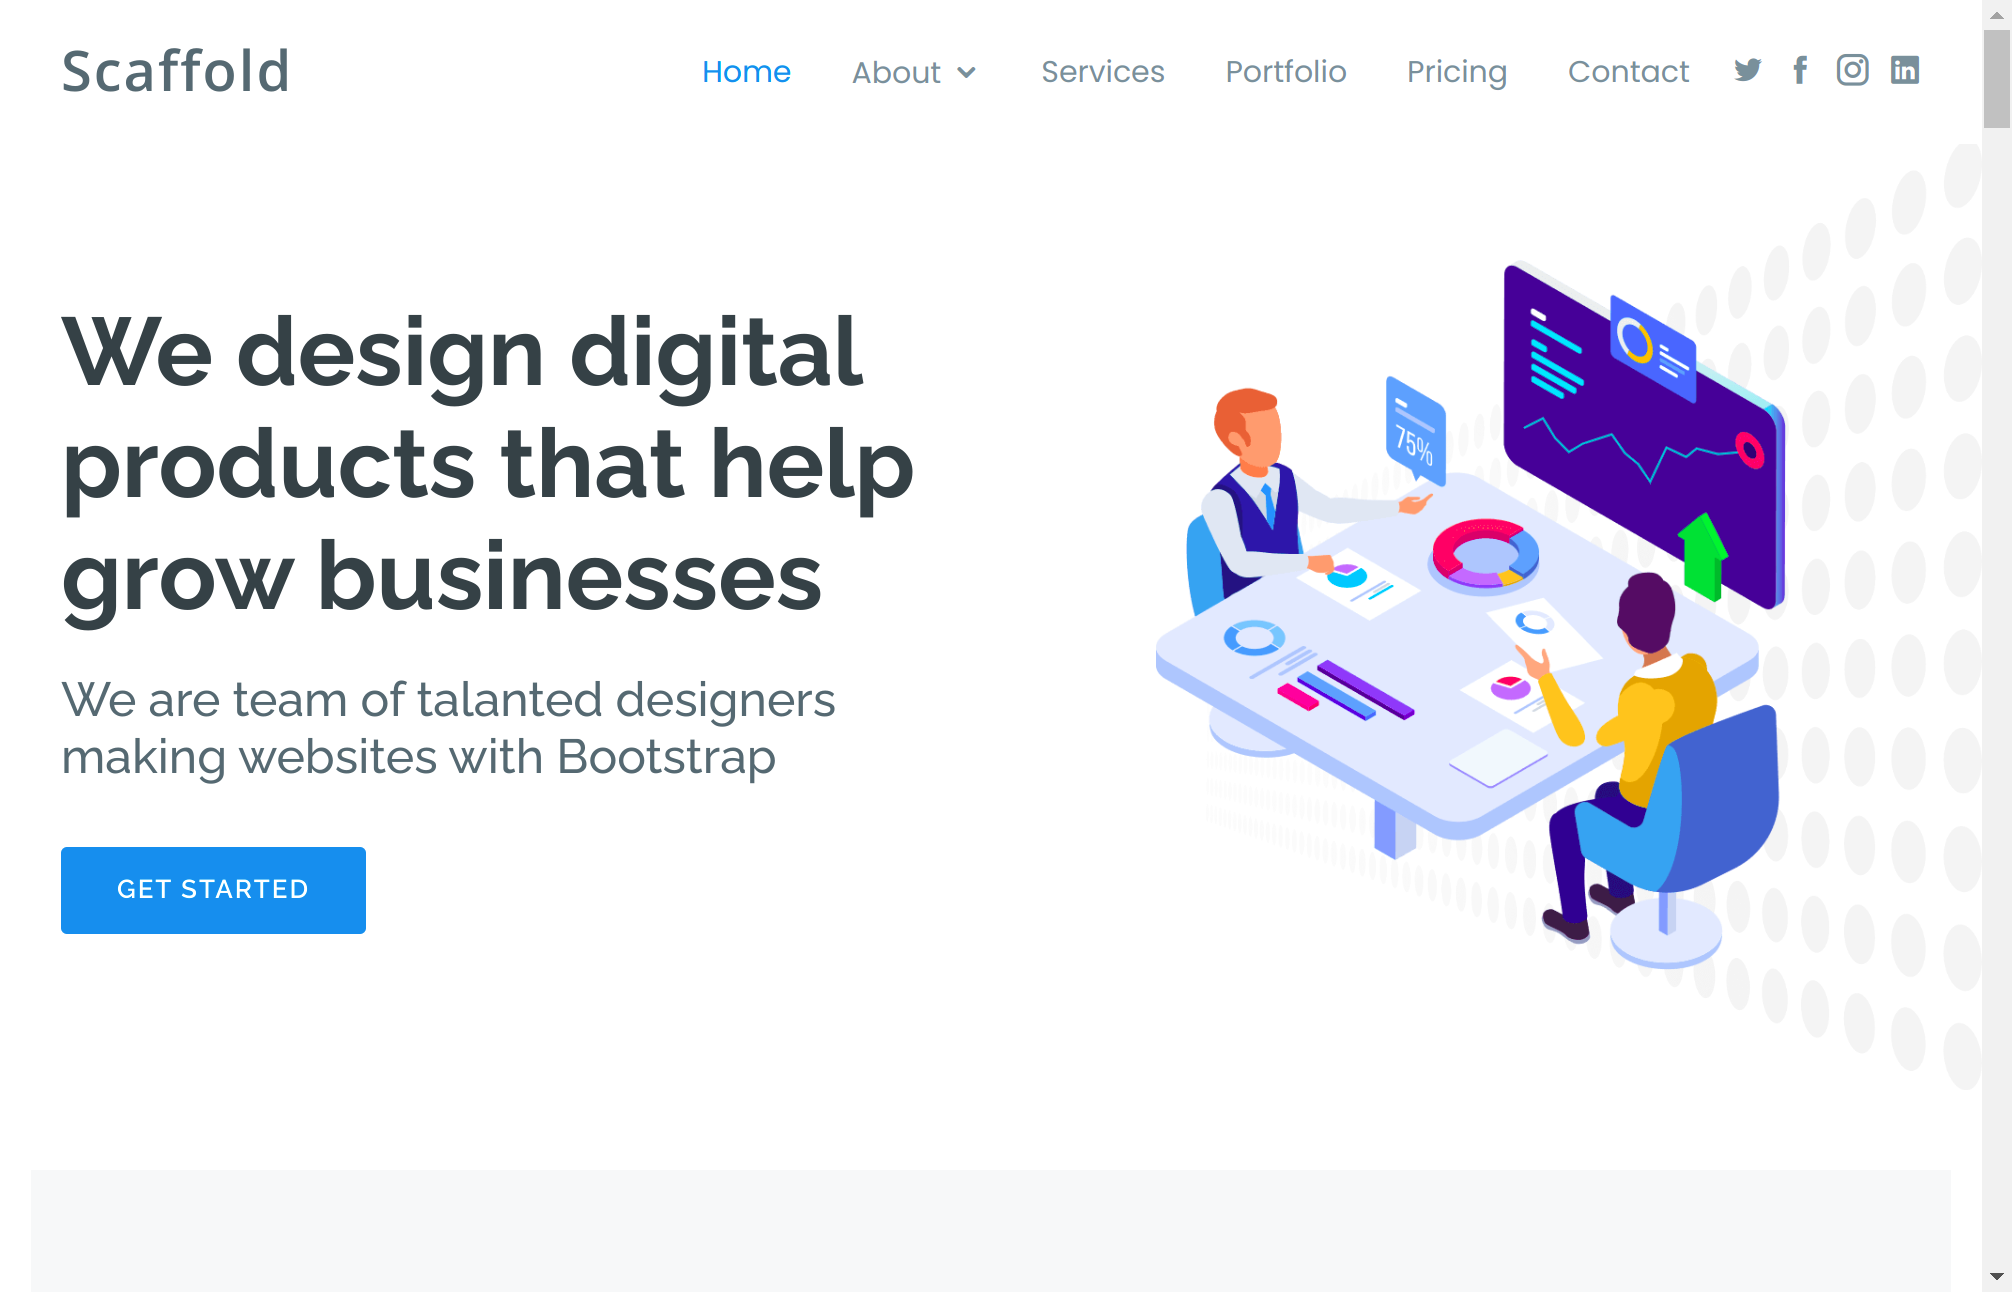 Scaffold
Home About Services Portfolio Pricing Contact
We design digital
products that help
grow businesses
We are team of talanted designers
making websites with Bootstrap
GET STARTED
75%